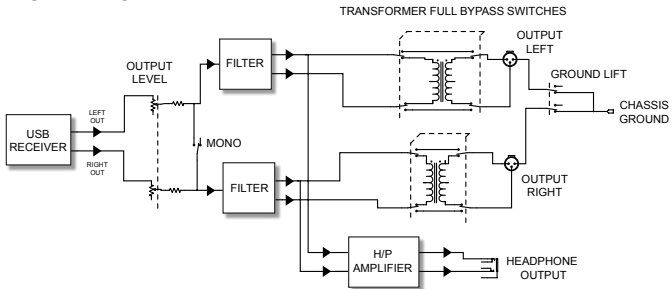 TRANSFORMER FULL BYPASS SWITCHES
OUTPUT
LEFT
GROUND LIFT
CHASSIS
GROUND
OUTPUT
LEVEL
FILTER
LEFT
OUT
USB
RECEIVER
RIGHT
OUT
MONO
FILTER
OUTPUT
RIGHT
H/P
AMPLIFIER
HEADPHONE
OUTPUT